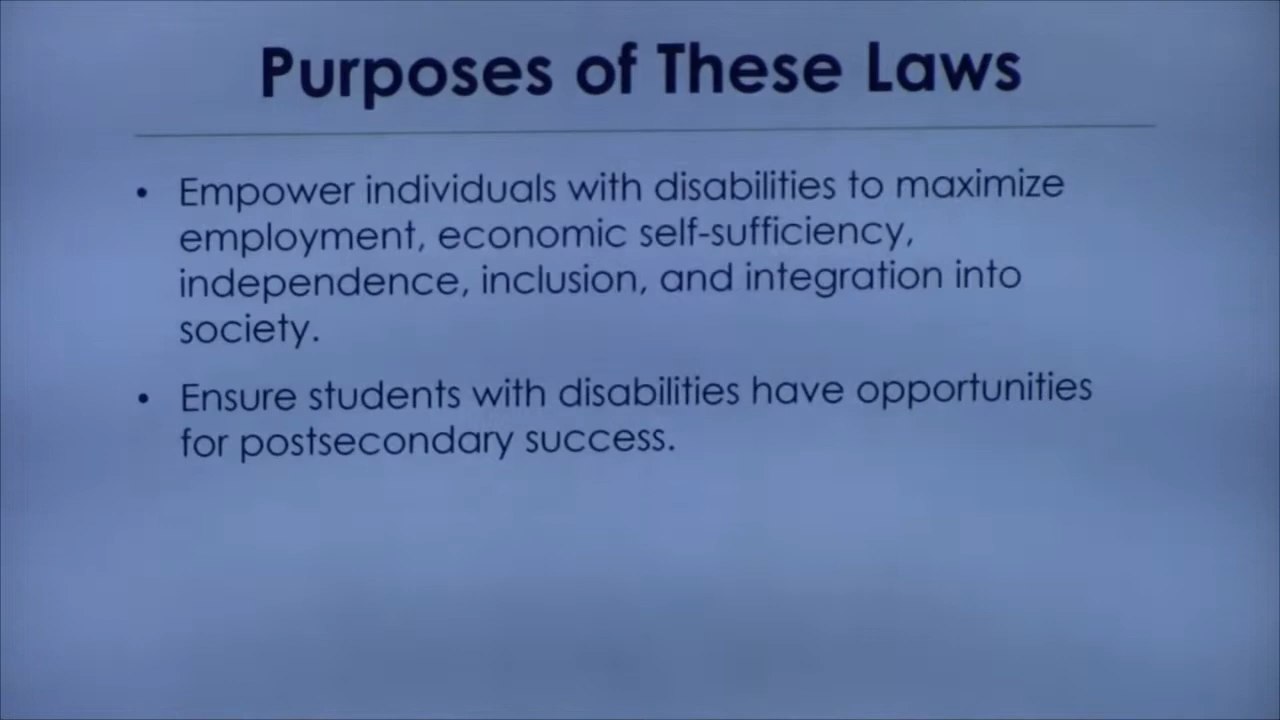 Purposes of These Laws
• Empower individuals with disabilities to maximize
employment, economic self-sufficiency,
independence, inclusion, and integration into
society.
• Ensure students with disabilities have opportunities
for postsecondary success.